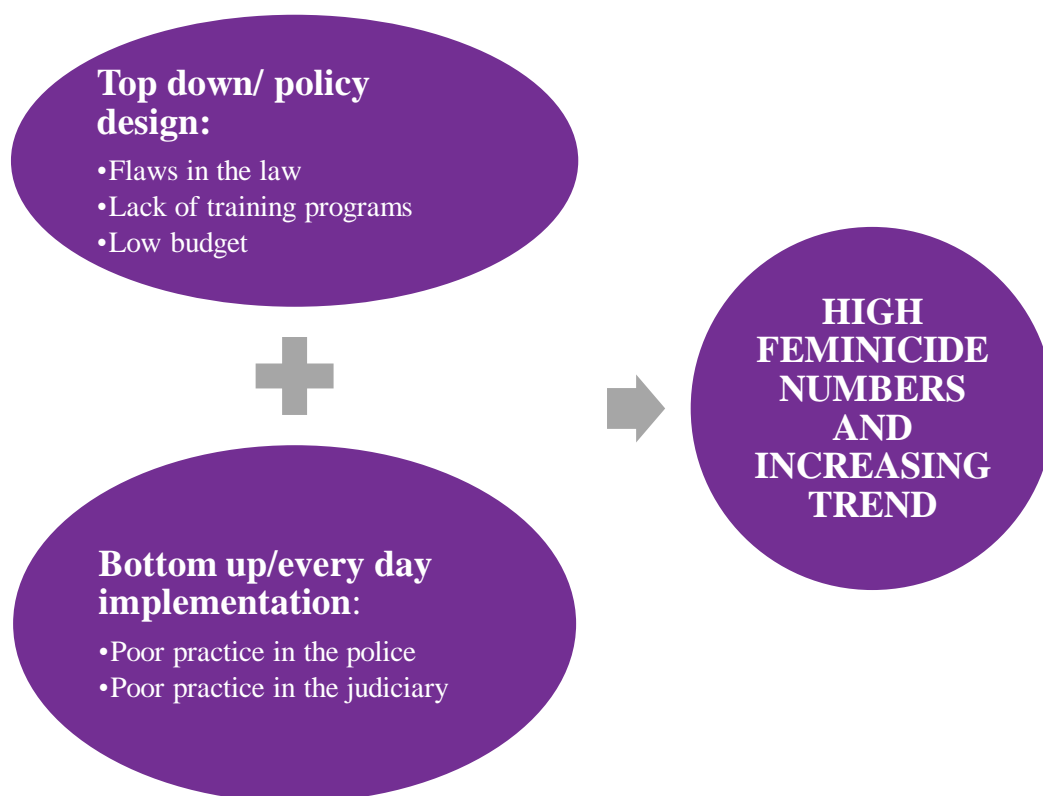 Top down/ policy
design:
•Flaws in the law
•Lack of training programs
•Low budget
Bottom up/every day
implementation:
•Poor practice in the police
•Poor practice in the judiciary
HIGH
FEMINICIDE
NUMBERS
AND
INCREASING
TREND